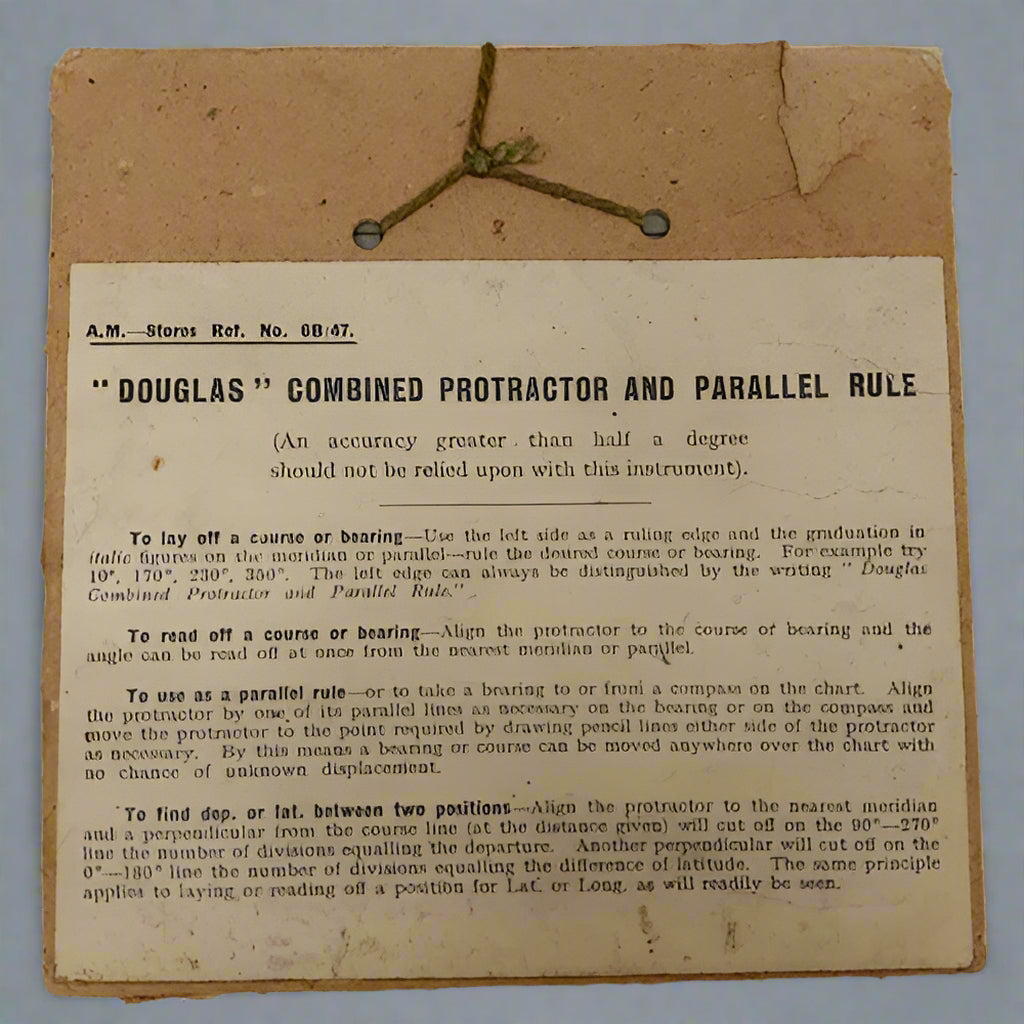 A.M.—Stores Ref. No.
"DOUGLAS" COMBINED PROTRACTOR AND PARALLEL RULE
(An accuracy greater than half a degree
should not be relied upon with this instrument).
To lay off a course or bearing—Use the left side as a ruling edge and the graduation in
italic figures on the meridian or parallel—rule the desired course or bearing. For example try
10°, 170°, The left edge can always be distinguished by the writing "Douglas
Combined Protractor and Parallel Rule"
To read off a course or bearing—Align the protractor to the course or bearing and the
angle can be read off at once from the nearest meridian or parallel.
To use as a parallel rule—or to take a bearing to or from a compass on the chart. Align
the protractor by one of its parallel lines as necessary on the bearing or on the compass and
move the protractor to the point required by drawing pencil lines either side of the protractor
as necessary. By this means a bearing or course can be moved anywhere over the chart with
no chance of unknown displacement.
To find dep. or lat. between two positions—Align the protractor to the nearest meridian
and a perpendicular from the course line (at the distance given) will cut off on the 90°—270°
line the number of divisions equalling the departure. Another perpendicular will cut off on the
0°—180° line the number of divisions equalling the difference of latitude. The same principle
applies to laying or reading off a position for Lat. or Long. as will readily be seen.